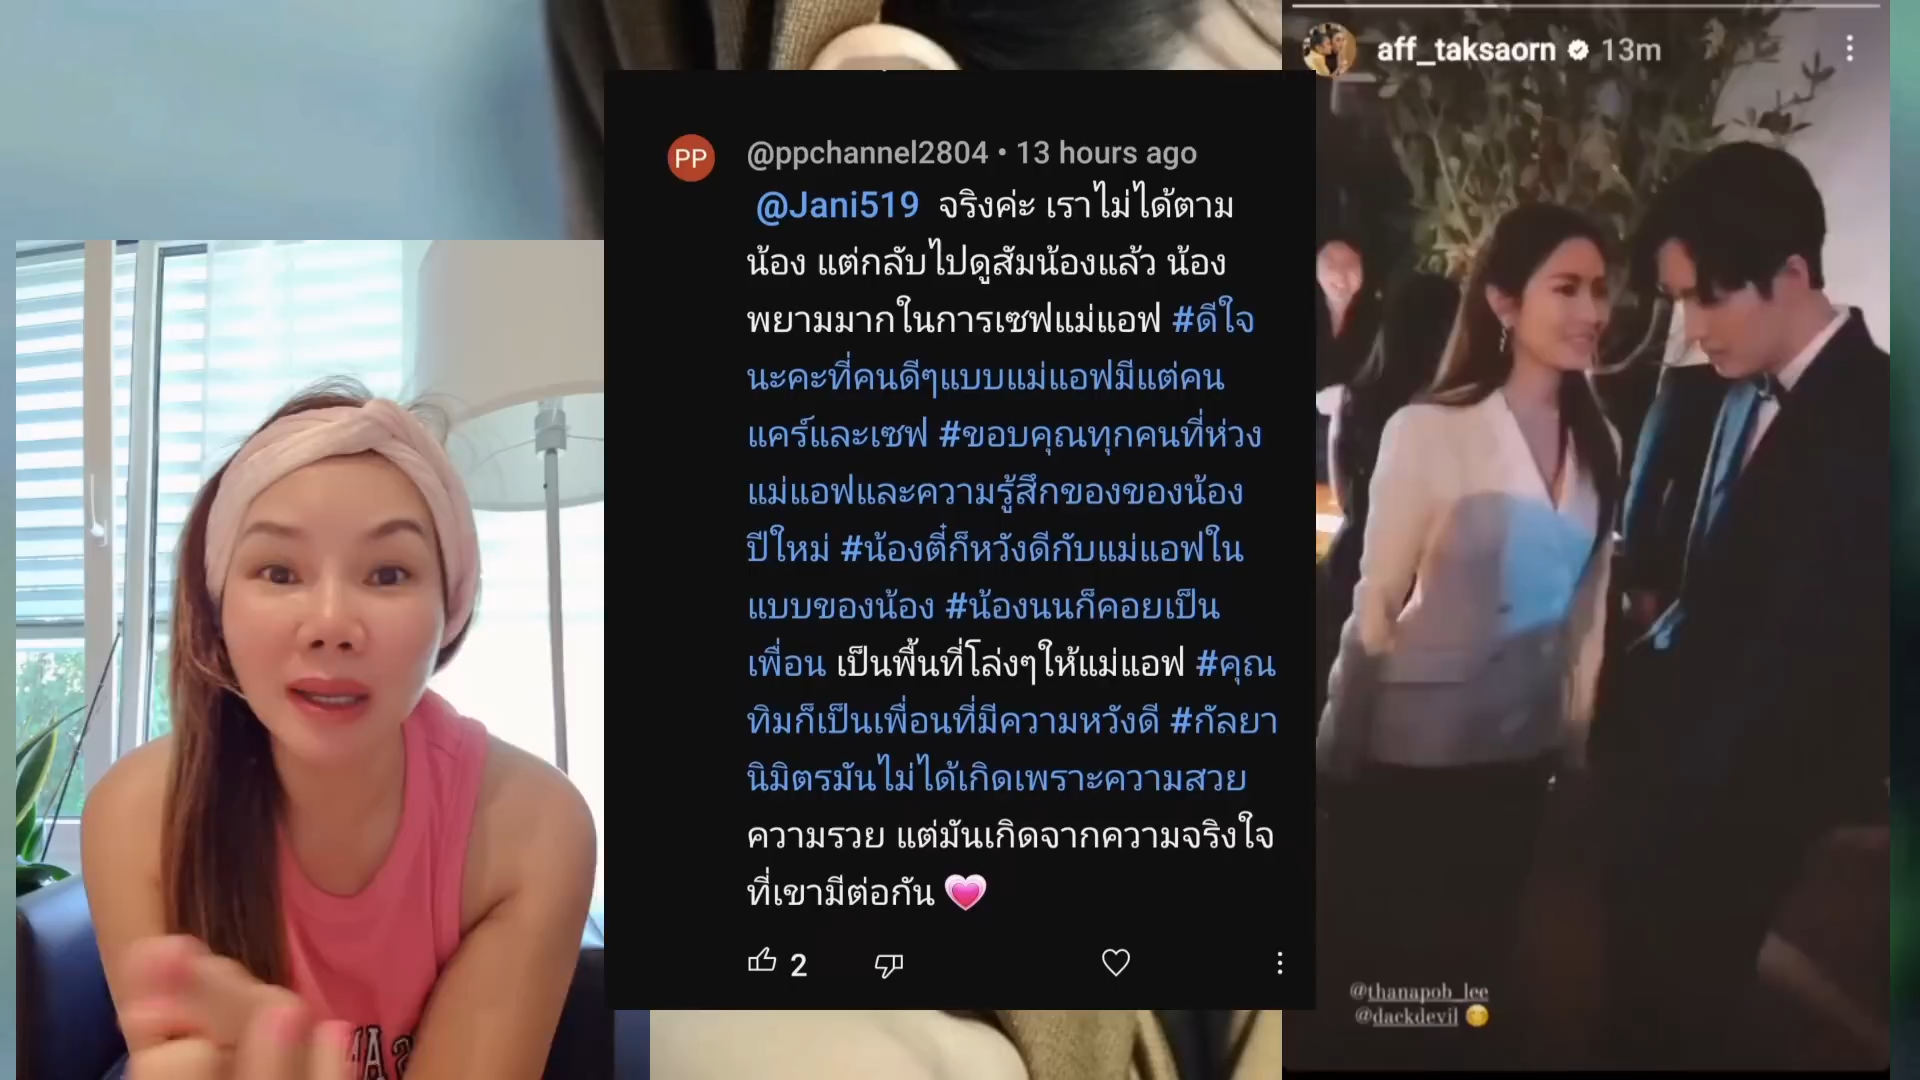 PP
@ppchannel2804 • 13 hours ago
@Jani519 จริงค่ะ เราไม่ได้ตาม
น้อง แต่กลับไปดูสัมน้องแล้ว น้อง
พยามมากในการเซฟแม่แอฟ #ดีใจ
นะคะที่คนดีๆแบบแม่แอฟมีแต่คน
แคร์และเซฟ #ขอบคุณทุกคนที่ห่วง
แม่แอฟและความรู้สึกของของน้อง
ปีใหม่ #น้องตี๋ก็หวังดีกับแม่แอฟใน
แบบของน้อง #น้องนนก็คอยเป็น
เพื่อน เป็นพื้นที่โล่งๆให้แม่แอฟ #คุณ
ทิมก็เป็นเพื่อนที่มีความหวังดี #กัลยา
นิมิตรมันไม่ได้เกิดเพราะความสวย
ความรวย แต่มันเกิดจากความจริงใจ
ที่เขามีต่อกัน 💗
2
aff_taksaorn 13m
@thanapob_lee
@dackdevil 😊